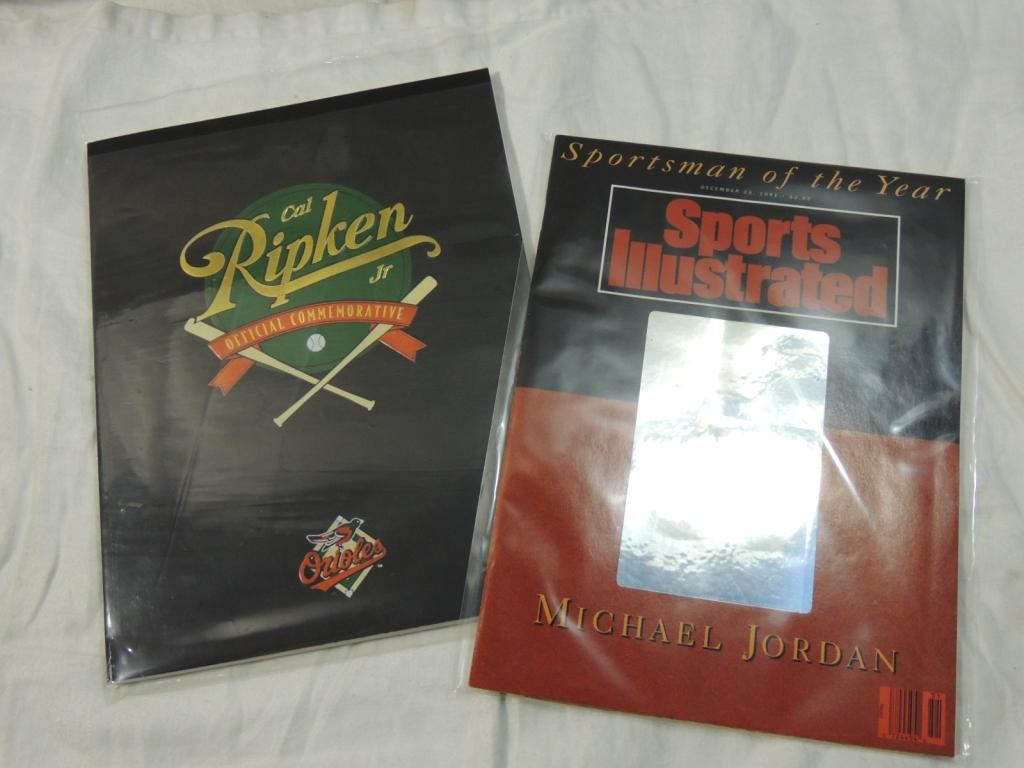 Cal
Ripken
Jr
OFFICIAL COMMEMORATIVE
Orioles
Sportsman of the Year
Sports
Illustrated
MICHAEL JORDAN